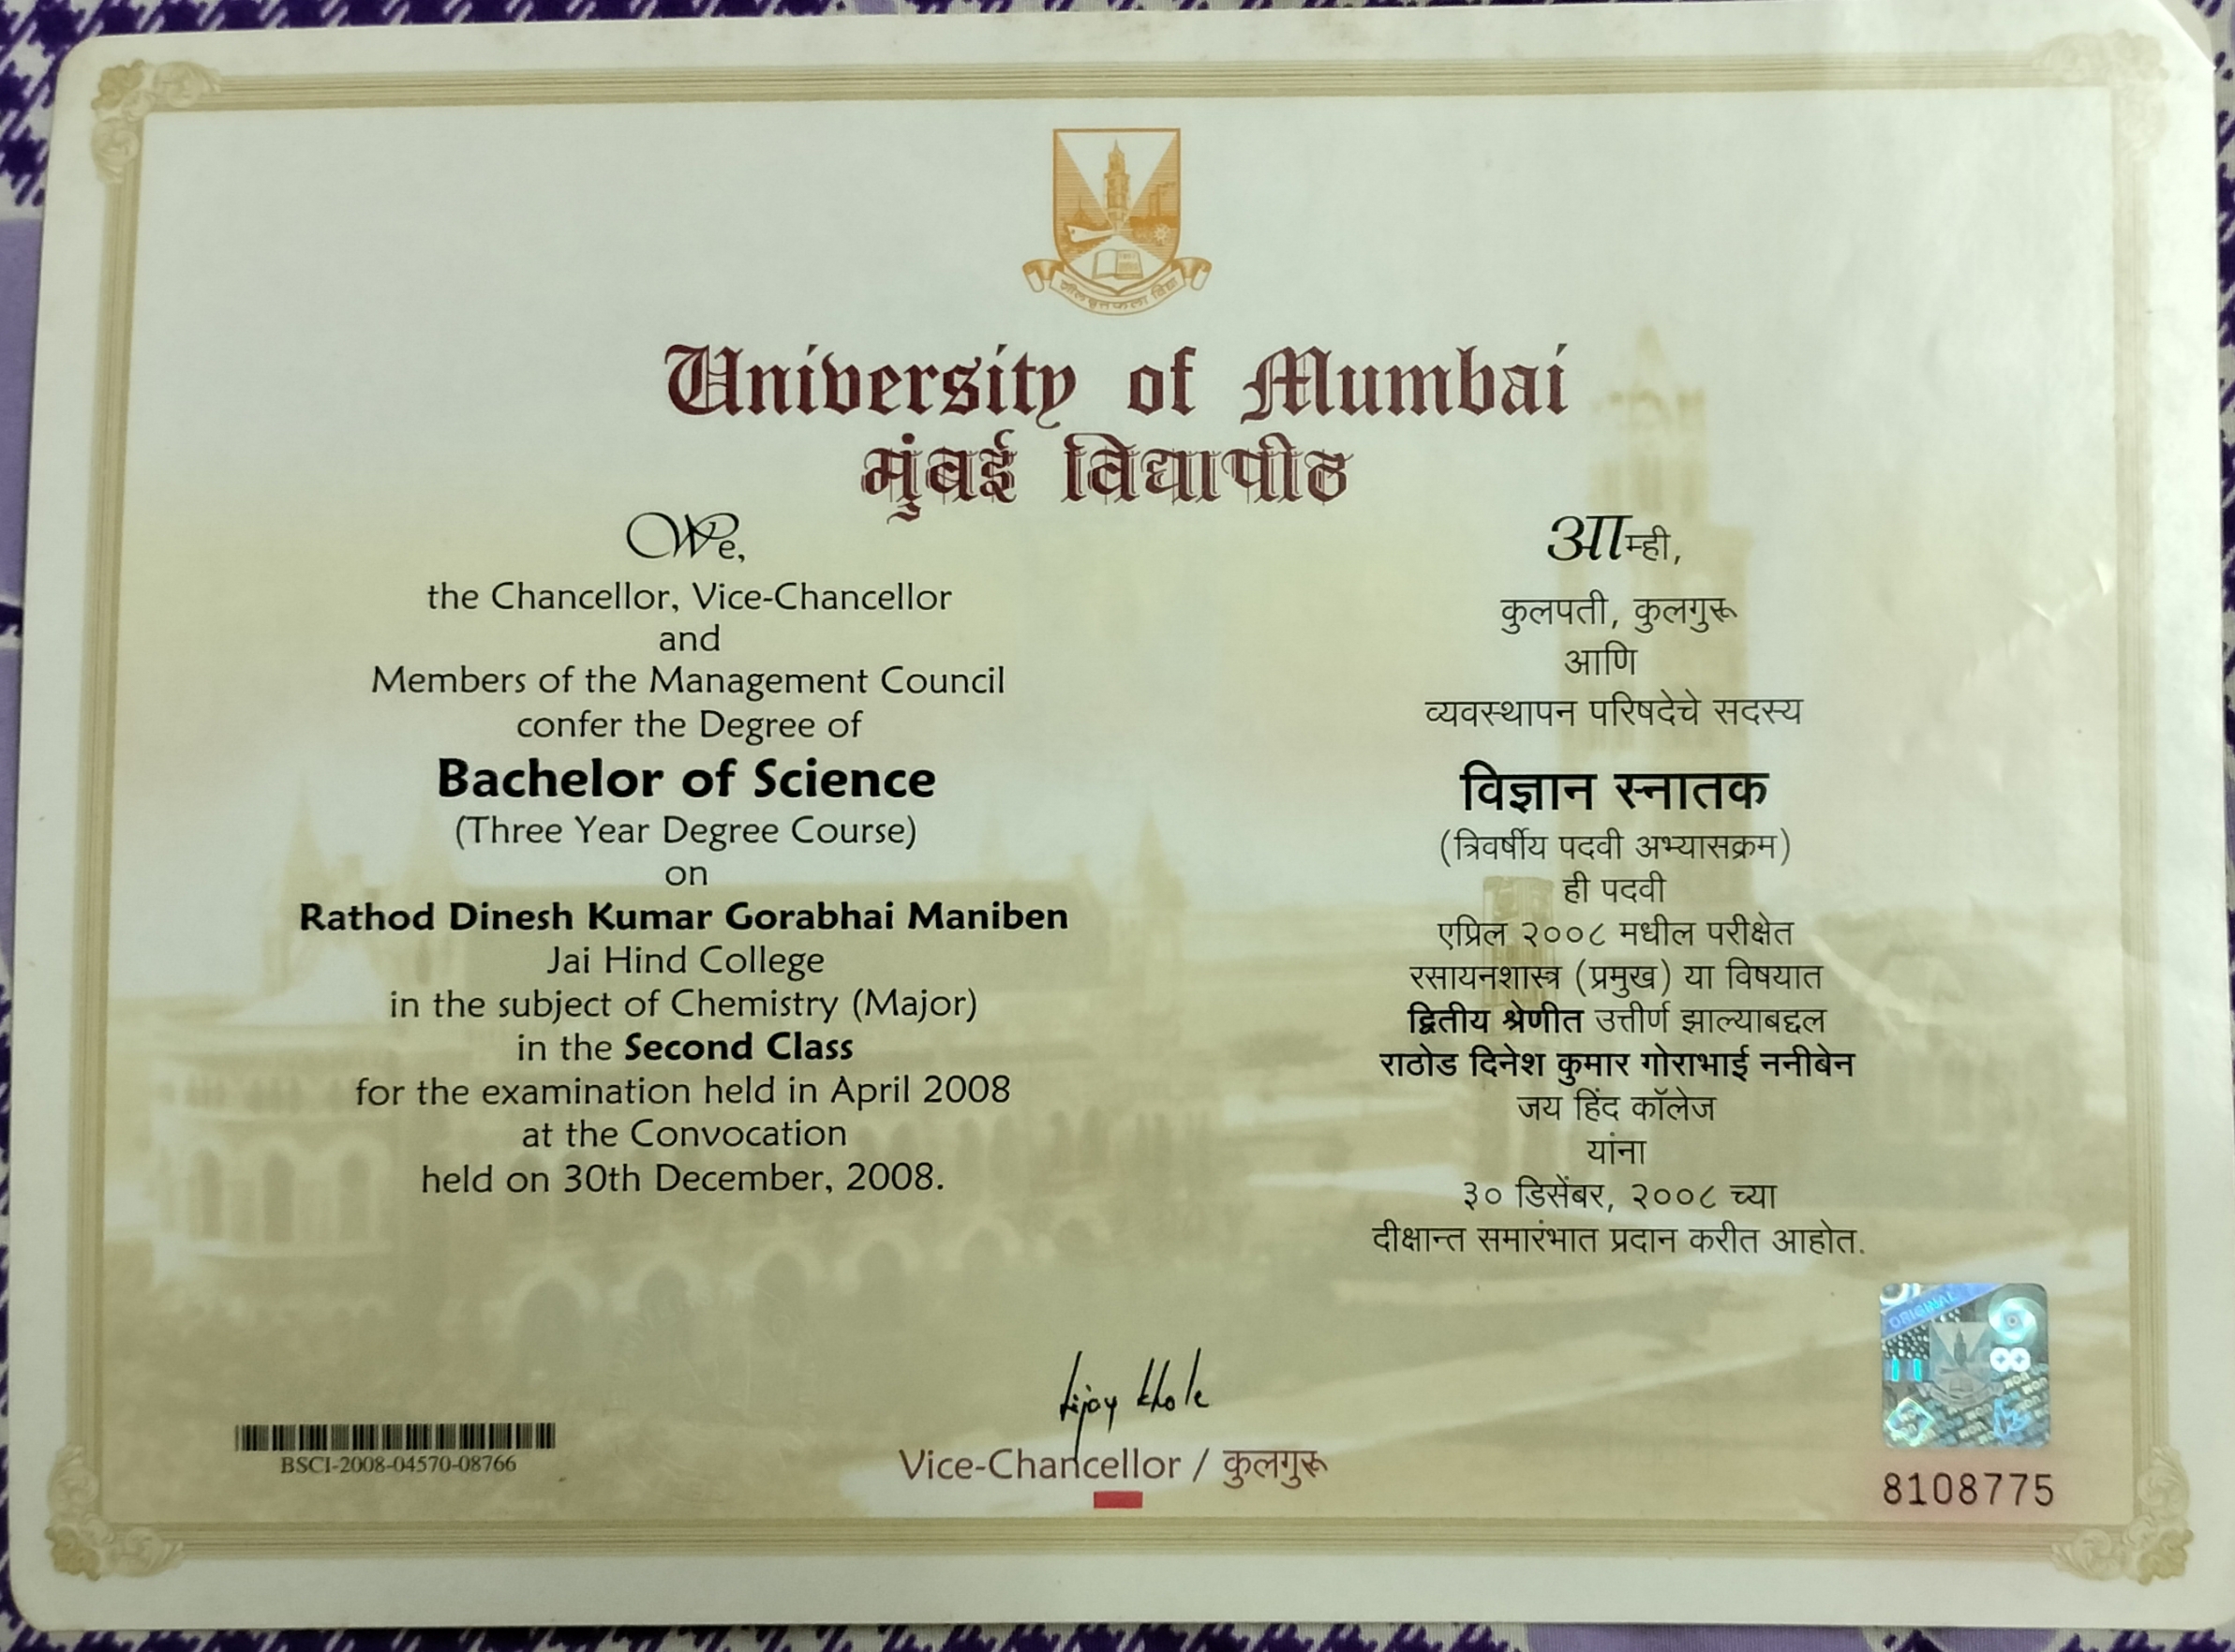 University of Mumbai
मुंबई विद्यापीठ
We,
the Chancellor, Vice-Chancellor
and
Members of the Management Council
confer the Degree of
Bachelor of Science
(Three Year Degree Course)
on
Rathod Dinesh Kumar Gorabhai Maniben
Jai Hind College
in the subject of Chemistry (Major)
in the Second Class
for the examination held in April 2008
at the Convocation
held on 30th December, 2008.
आम्ही,
कुलपती, कुलगुरू
आणि
व्यवस्थापन परिषदेचे सदस्य
विज्ञान स्नातक
(त्रिवर्षीय पदवी अभ्यासक्रम)
ही पदवी
एप्रिल २००८ मधील परीक्षेत
रसायनशास्त्र (प्रमुख) या विषयात
द्वितीय श्रेणीत उत्तीर्ण झाल्याबद्दल
राठोड दिनेश कुमार गोराभाई ननीबेन
जय हिंद कॉलेज
यांना
३० डिसेंबर, २००८ च्या
दीक्षान्त समारंभात प्रदान करीत आहोत.
Vijay Khole
Vice-Chancellor / कुलगुरू
BSCI-2008-04570-08766
ORIGINAL
8108775